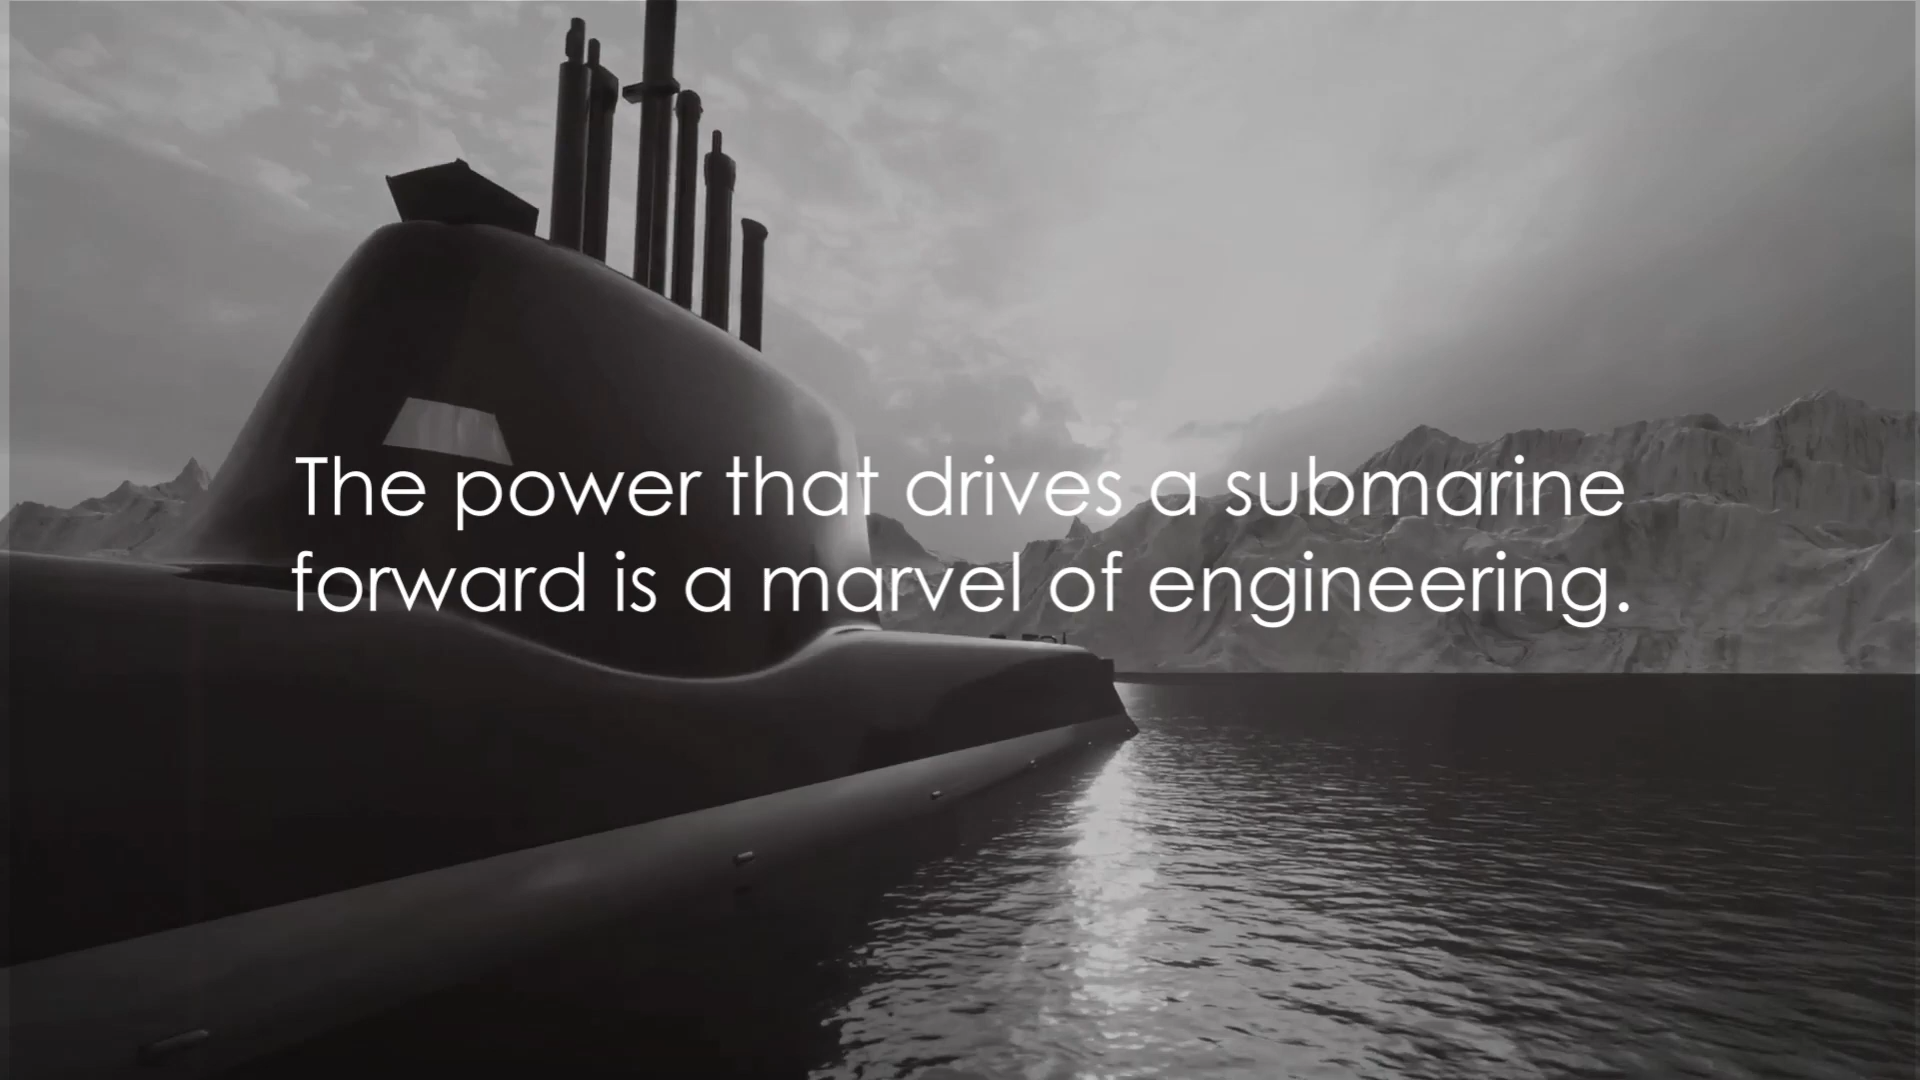 The power that drives a submarine
forward is a marvel of engineering.